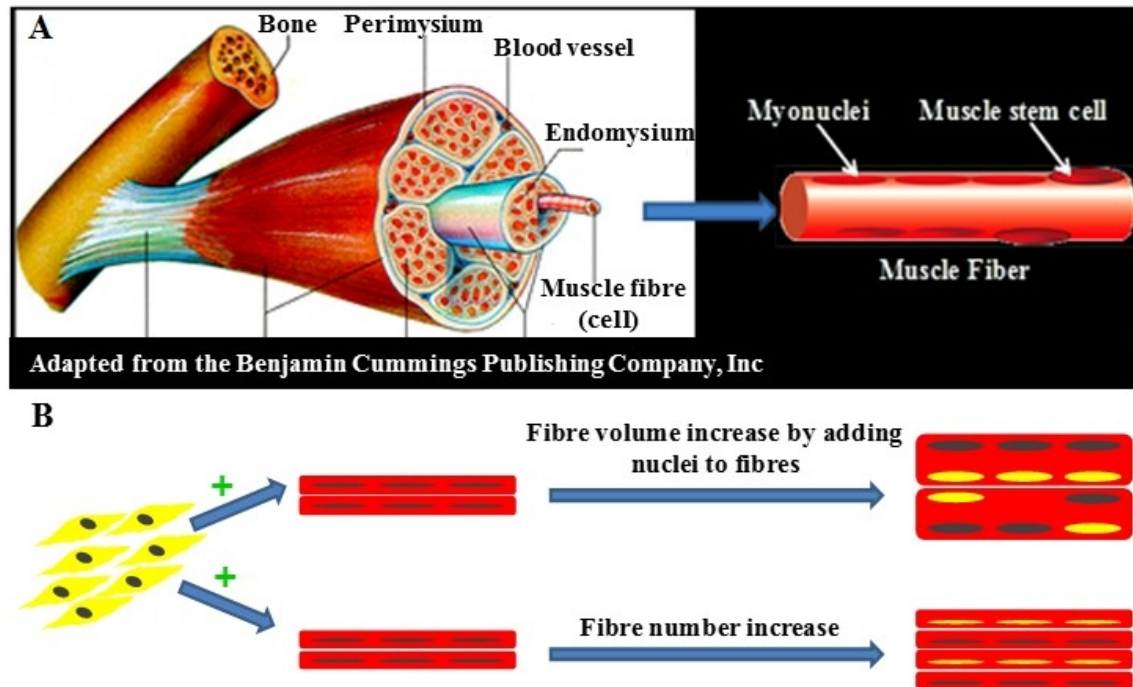 A
Bone
Perimysium
Blood vessel
Endomysium
Muscle fibre
(cell)
Myonuclei
Muscle stem cell
Muscle Fiber
Adapted from the Benjamin Cummings Publishing Company, Inc
B
+
Fibre volume increase by adding
nuclei to fibres
+
Fibre number increase